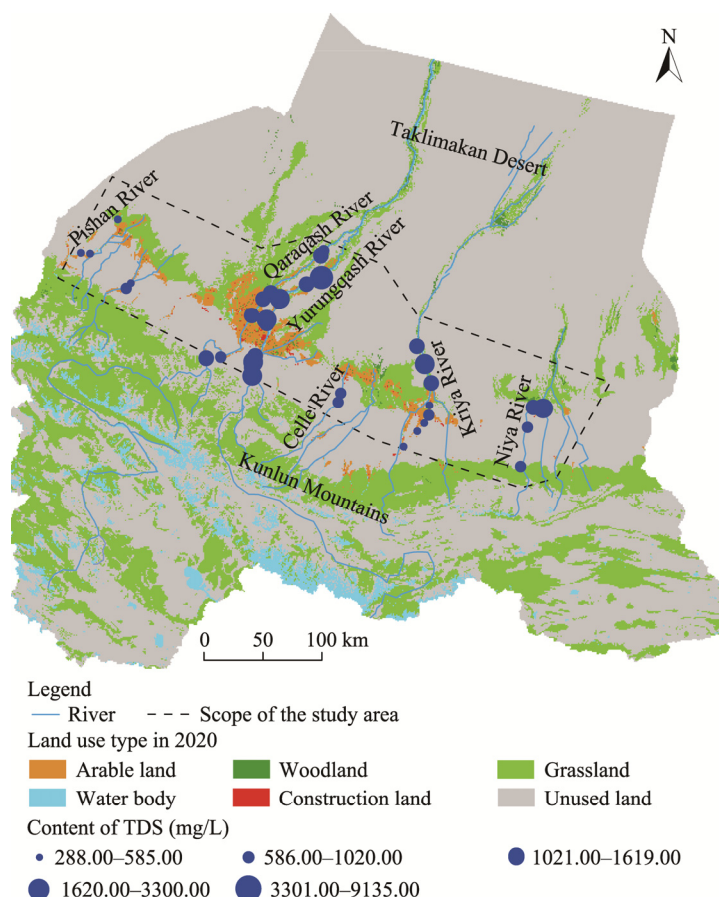 N
Taklimakan Desert
Pishan River
Qaraqash River
Yurungqash River
Celle River
Kriya River
Niya River
Kunlun Mountains
0 50 100 km
Legend
River Scope of the study area
Land use type in 2020
Arable land Woodland Grassland
Water body Construction land Unused land
Content of TDS (mg/L)
288.00–585.00 586.00–1020.00 1021.00–1619.00
1620.00–3300.00 3301.00–9135.00